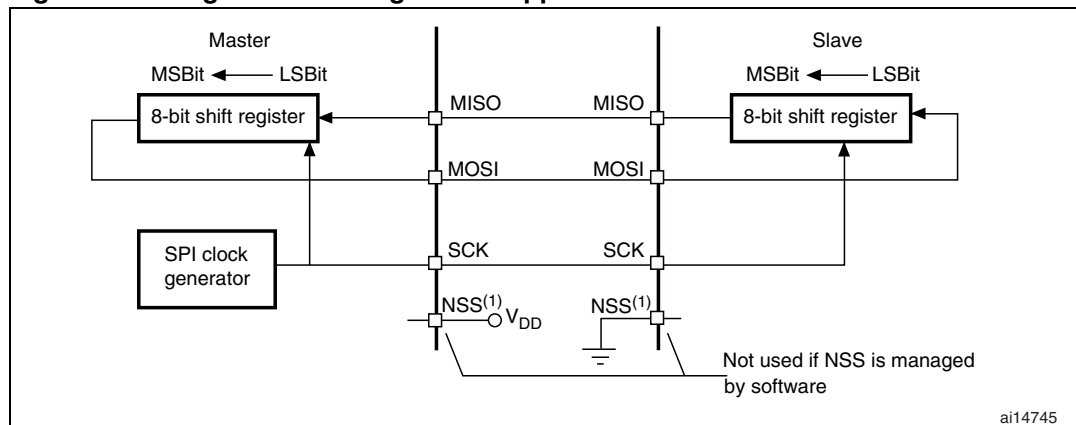 Master
MSBit LSBit
8-bit shift register
SPI clock
generator
MISO
MOSI
SCK
NSS(1)
VDD
MISO
MOSI
SCK
NSS(1)
Slave
MSBit LSBit
8-bit shift register
Not used if NSS is managed
by software
ai14745